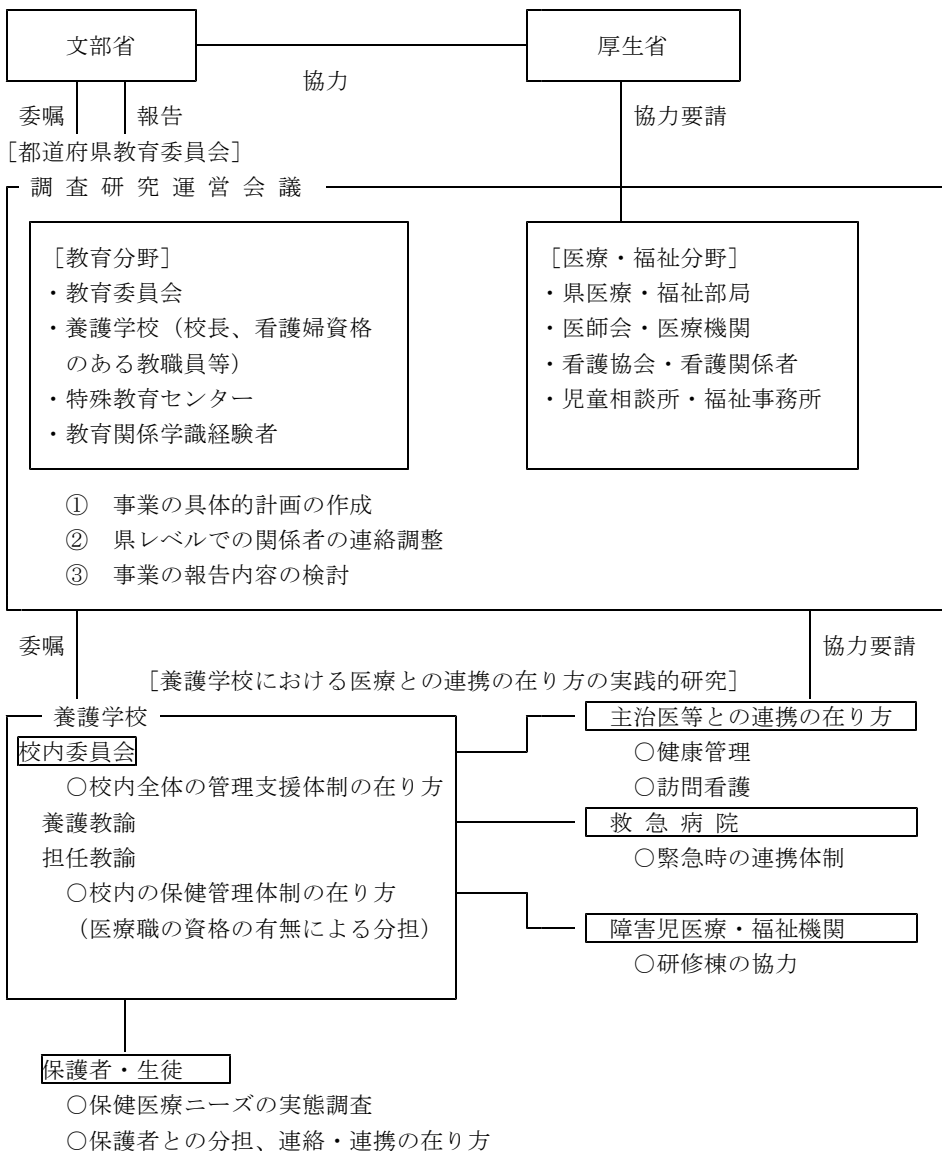 文部省
厚生省
協力
委嘱
報告
協力要請
［都道府県教育委員会］
調査研究運営会議
［教育分野］
・教育委員会
・養護学校（校長、看護婦資格
のある教職員等）
・特殊教育センター
・教育関係学識経験者
［医療・福祉分野］
・県医療・福祉部局
・医師会・医療機関
・看護協会・看護関係者
・児童相談所・福祉事務所
①　事業の具体的計画の作成
②　県レベルでの関係者の連絡調整
③　事業の報告内容の検討
委嘱
協力要請
［養護学校における医療との連携の在り方の実践的研究］
養護学校
校内委員会
○校内全体の管理支援体制の在り方
養護教諭
担任教諭
○校内の保健管理体制の在り方
（医療職の資格の有無による分担）
主治医等との連携の在り方
○健康管理
○訪問看護
救急病院
○緊急時の連携体制
障害児医療・福祉機関
○研修棟の協力
保護者・生徒
○保健医療ニーズの実態調査
○保護者との分担、連絡・連携の在り方